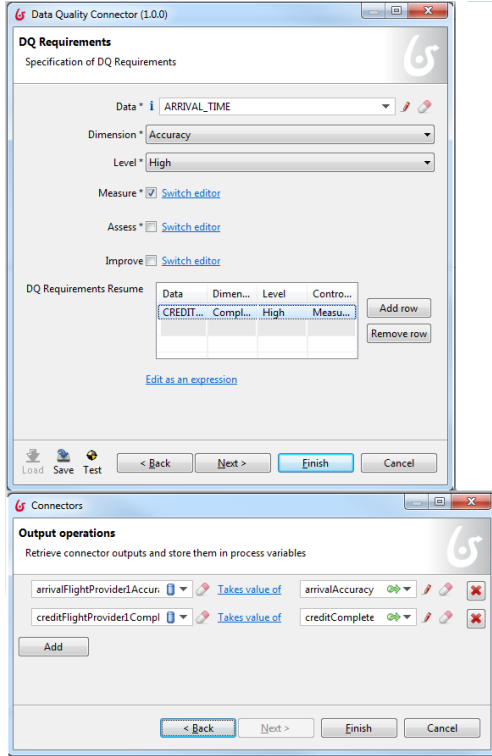 Data Quality Connector (1.0.0)
DQ Requirements
Specification of DQ Requirements
Data * i ARRIVAL_TIME
Dimension * Accuracy
Level * High
Measure * Switch editor
Assess * Switch editor
Improve Switch editor
DQ Requirements Resume
Data Dimen... Level Contro...
CREDIT... Compl... High Measu...
Add row
Remove row
Edit as an expression
Load Save Test < Back Next > Finish Cancel
Connectors
Output operations
Retrieve connector outputs and store them in process variables
arrivalFlightProvider1Accur Takes value of arrivalAccuracy
creditFlightProvider1Compl Takes value of creditComplete
Add
< Back Next > Finish Cancel